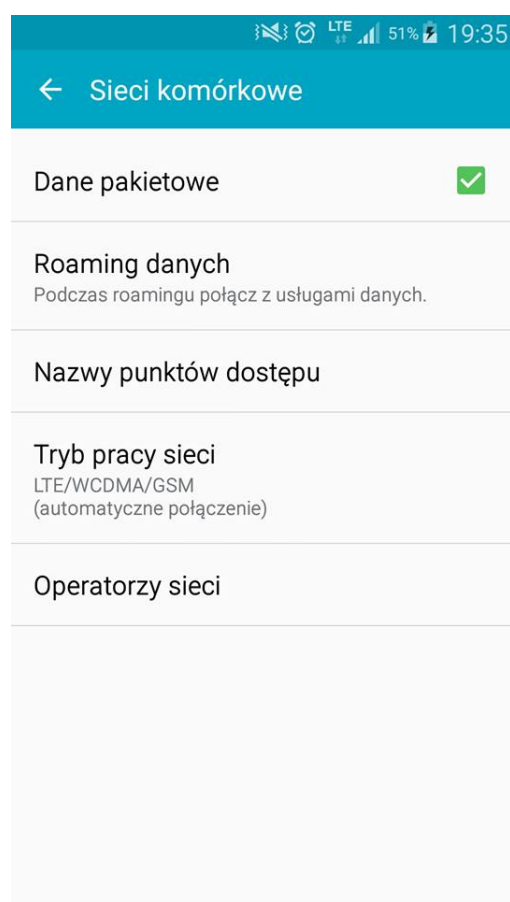 LTE 51% 19:35
Sieci komórkowe
Dane pakietowe
Roaming danych
Podczas roamingu połącz z usługami danych.
Nazwy punktów dostępu
Tryb pracy sieci
LTE/WCDMA/GSM
(automatyczne połączenie)
Operatorzy sieci